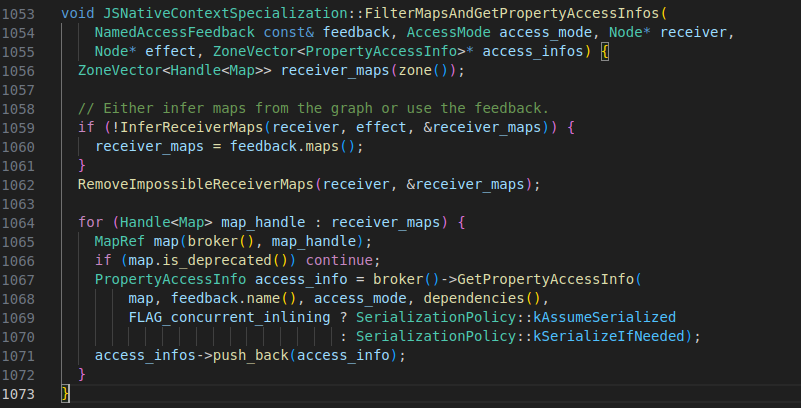 1053 void JSNativeContextSpecialization::FilterMapsAndGetPropertyAccessInfos(
1054     NamedAccessFeedback const& feedback, AccessMode access_mode, Node* receiver,
1055     Node* effect, ZoneVector<PropertyAccessInfo>* access_infos) {
1056   ZoneVector<Handle<Map>> receiver_maps(zone());
1057
1058   // Either infer maps from the graph or use the feedback.
1059   if (!InferReceiverMaps(receiver, effect, &receiver_maps)) {
1060     receiver_maps = feedback.maps();
1061   }
1062   RemoveImpossibleReceiverMaps(receiver, &receiver_maps);
1063
1064   for (Handle<Map> map_handle : receiver_maps) {
1065     MapRef map(broker(), map_handle);
1066     if (map.is_deprecated()) continue;
1067     PropertyAccessInfo access_info = broker()->GetPropertyAccessInfo(
1068         map, feedback.name(), access_mode, dependencies(),
1069         FLAG_concurrent_inlining ? SerializationPolicy::kAssumeSerialized
1070                                  : SerializationPolicy::kSerializeIfNeeded);
1071     access_infos->push_back(access_info);
1072   }
1073 }